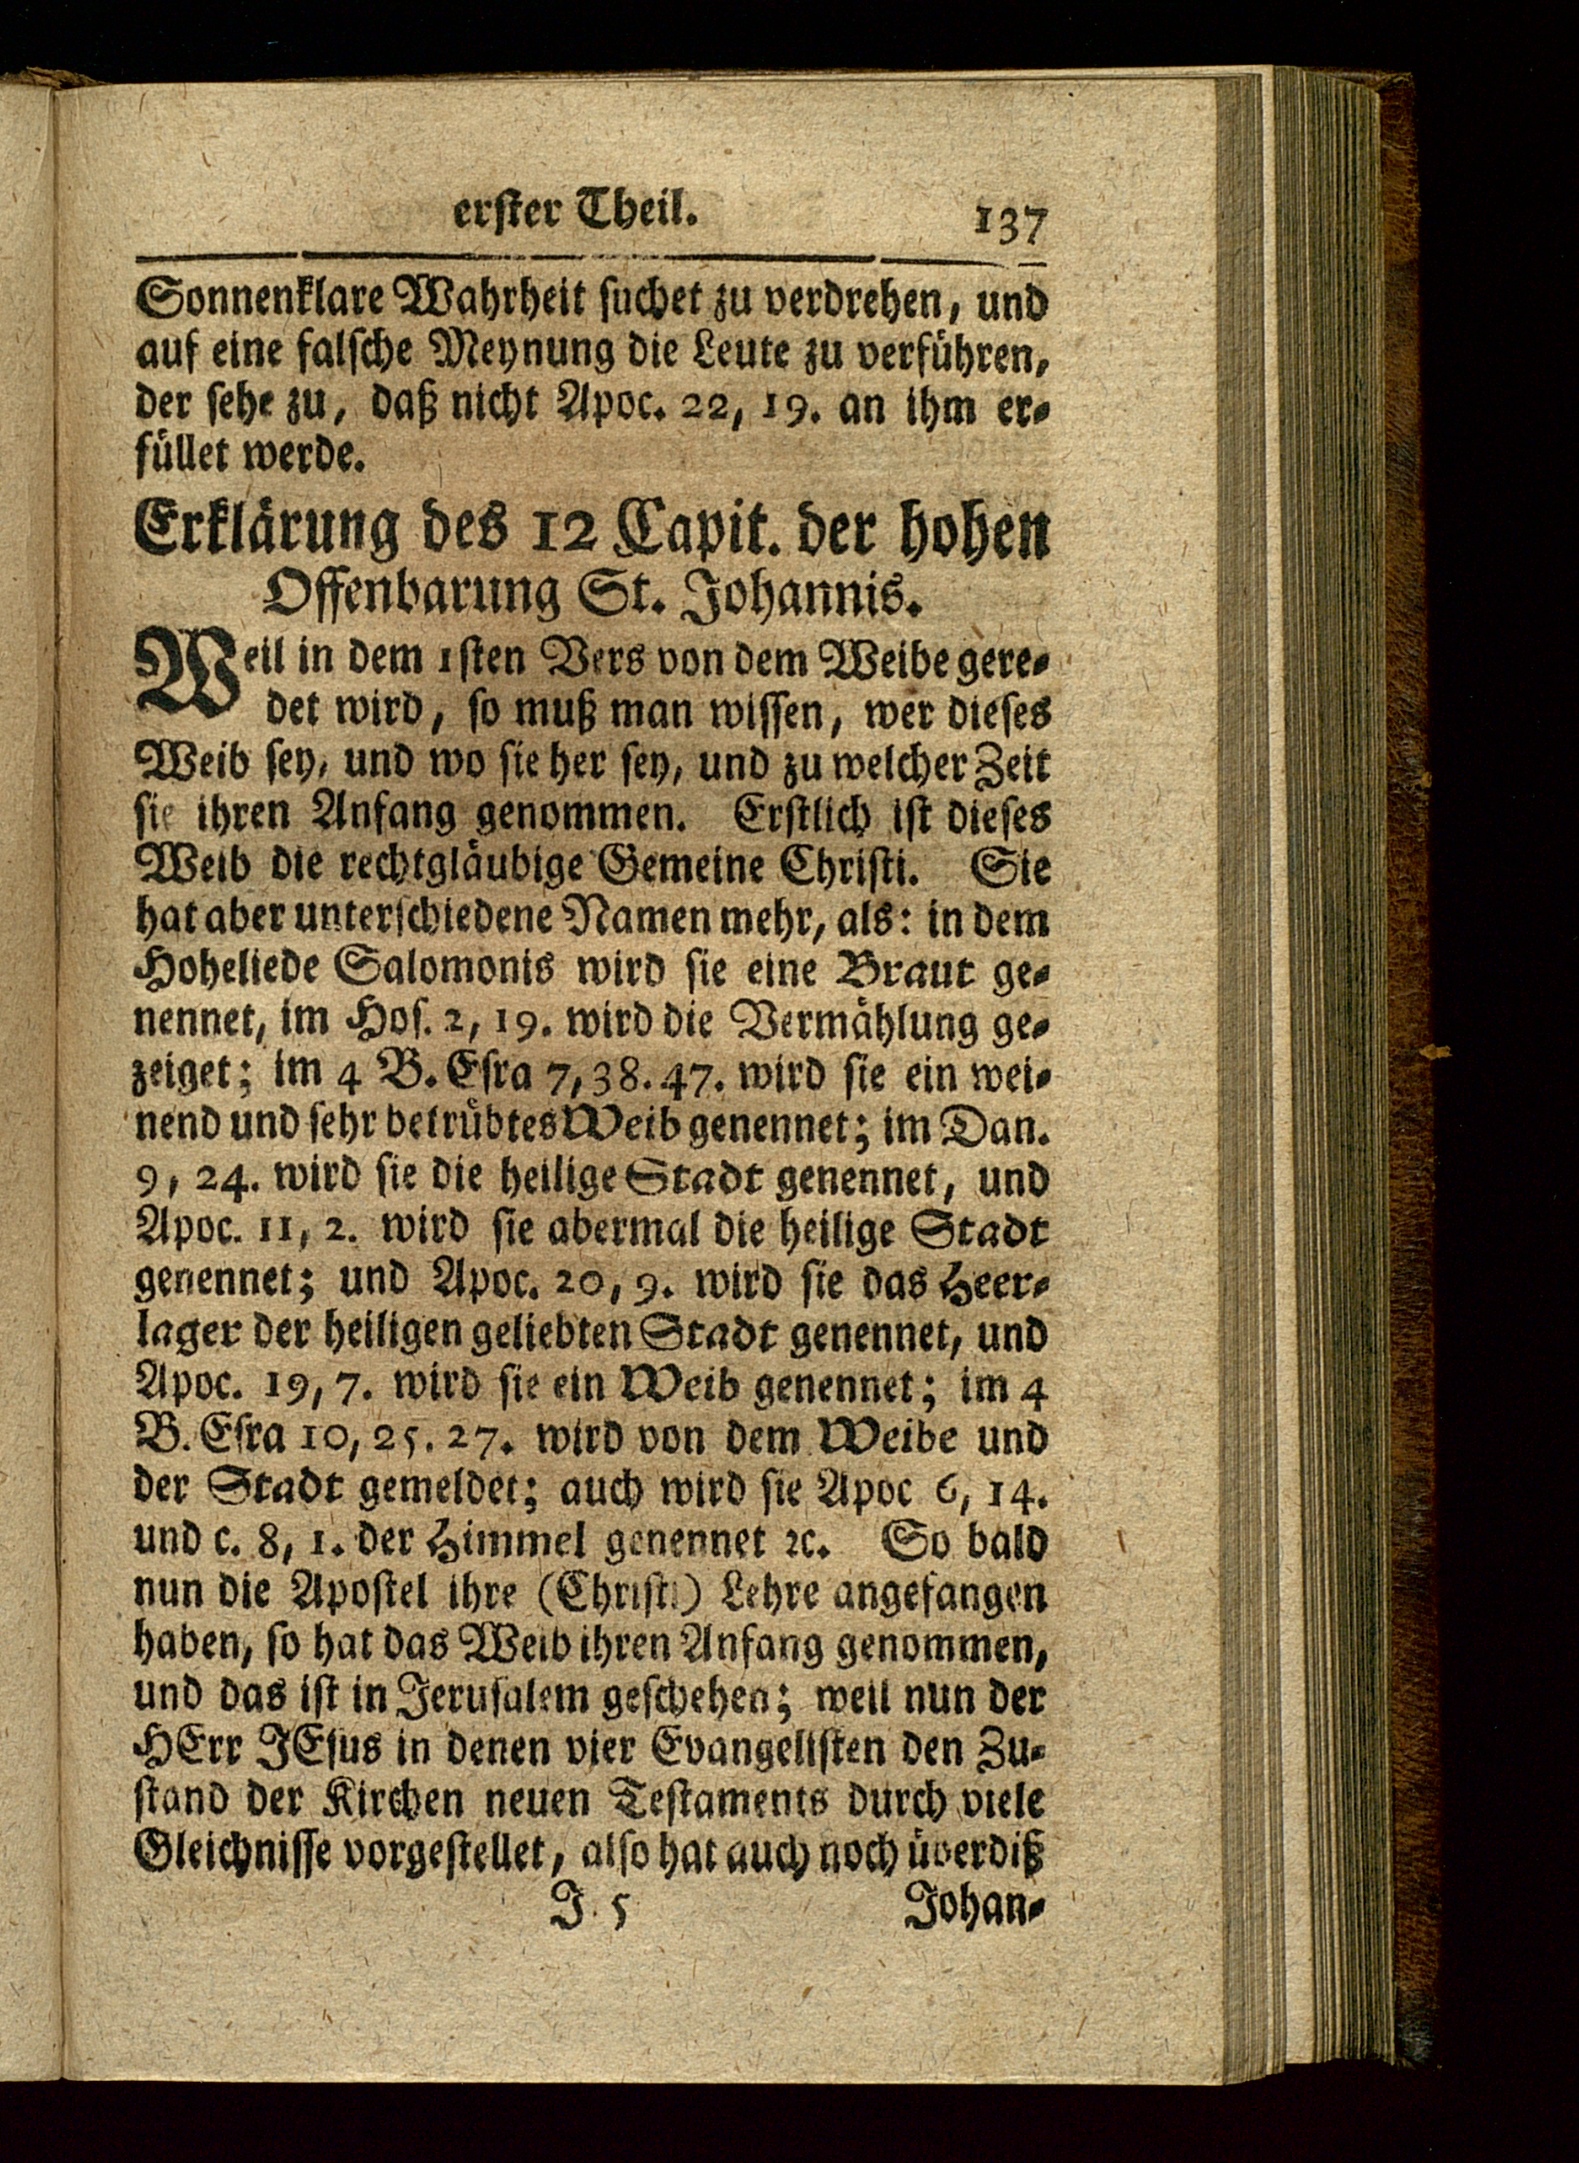 erster Theil. 137
Sonnenklare Wahrheit suchet zu verdrehen, und
auf eine falsche Meynung die Leute zu verführen,
der sehe zu, daß nicht Apoc. 22, 19. an ihm er-
füllet werde.
Erklärung des 12 Capit. der hohen
Offenbarung St. Johannis.
Weil in dem 1sten Vers von dem Weibe gere-
det wird, so muß man wissen, wer dieses
Weib sey, und wo sie her sey, und zu welcher Zeit
sie ihren Anfang genommen. Erstlich ist dieses
Weib die rechtgläubige Gemeine Christi. Sie
hat aber unterschiedene Namen mehr, als: in dem
Hoheliede Salomonis wird sie eine Braut ge-
nennet, im Hos. 2, 19. wird die Vermählung ge-
zeiget; im 4 B. Esra 7, 38. 47. wird sie ein wei-
nend und sehr betrübtes Weib genennet; im Dan.
9, 24. wird sie die heilige Stadt genennet, und
Apoc. 11, 2. wird sie abermal die heilige Stadt
genennet; und Apoc. 20, 9. wird sie das Heer-
lager der heiligen geliebten Stadt genennet, und
Apoc. 19, 7. wird sie ein Weib genennet; im 4
B. Esra 10, 25. 27. wird von dem Weibe und
der Stadt gemeldet; auch wird sie Apoc 6, 14.
und c. 8, 1. der Himmel genennet ꝛc. So bald
nun die Apostel ihre (Christi) Lehre angefangen
haben, so hat das Weib ihren Anfang genommen,
und das ist in Jerusalem geschehen; weil nun der
HErr JEsus in denen vier Evangelisten den Zu-
stand der Kirchen neuen Testaments durch viele
Gleichnisse vorgestellet, also hat auch noch überdiß
J 5 Johan-